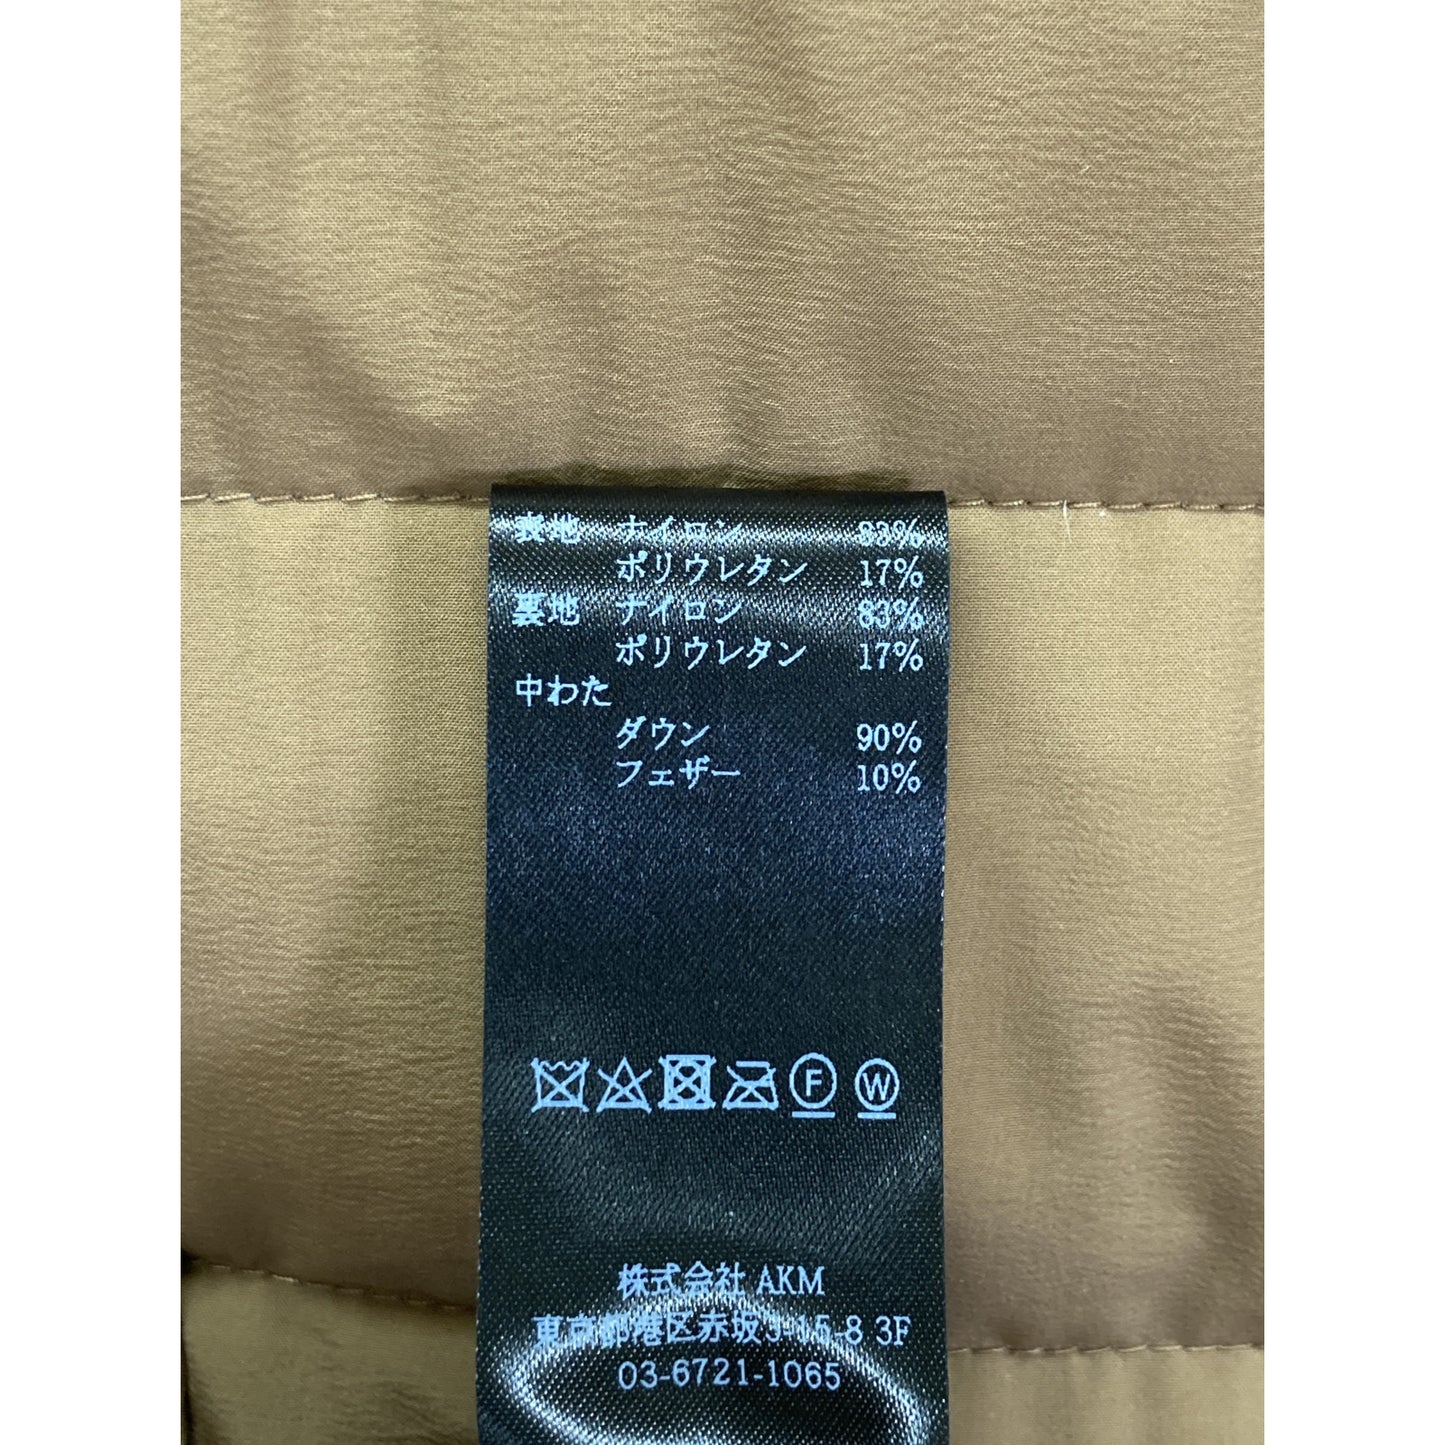 表地 ナイロン 83%
ポリウレタン 17%
裏地 ナイロン 83%
ポリウレタン 17%
中わた
ダウン 90%
フェザー 10%
F W
株式会社 AKM
東京都港区赤坂3-15-8 3F
03-6721-1065